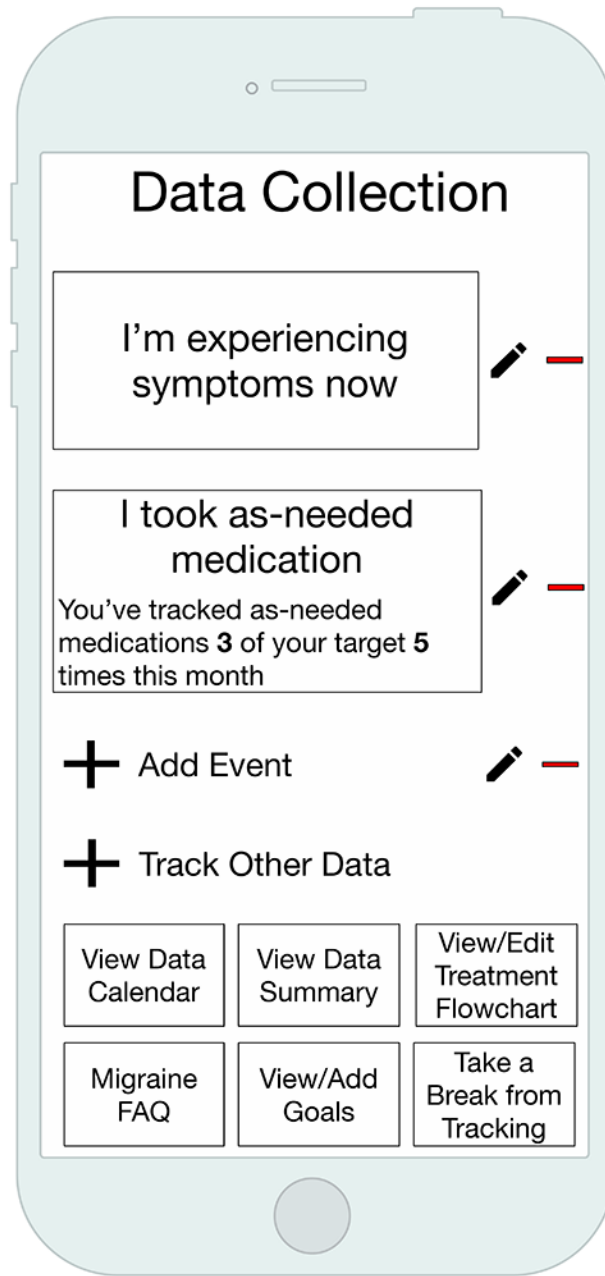 Data Collection
I'm experiencing
symptoms now
I took as-needed
medication
You've tracked as-needed
medications 3 of your target 5
times this month
Add Event
Track Other Data
View Data
Calendar
View Data
Summary
View/Edit
Treatment
Flowchart
Migraine
FAQ
View/Add
Goals
Take a
Break from
Tracking